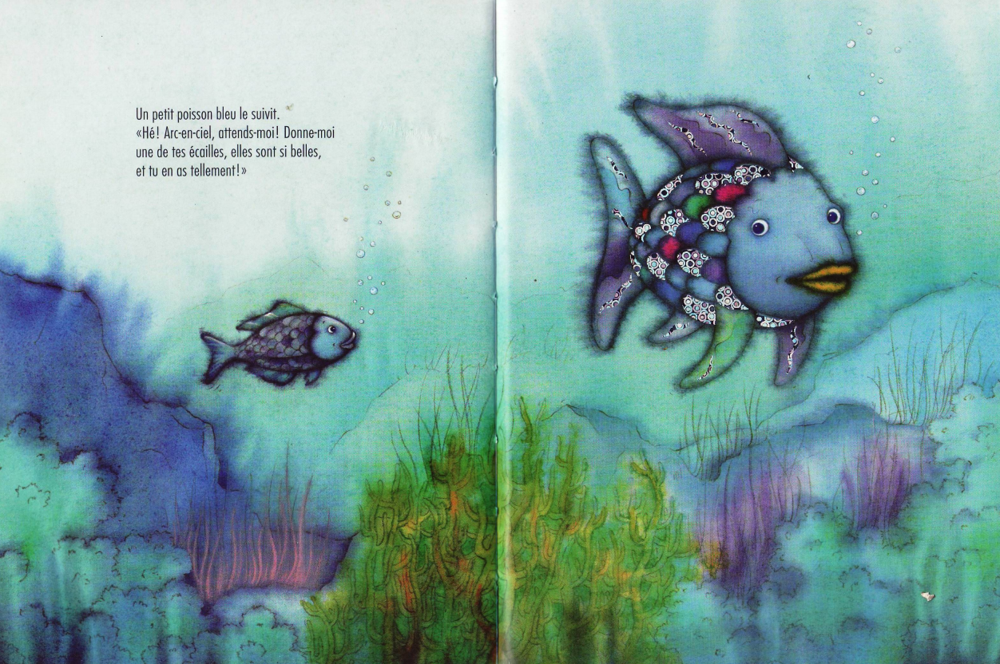 Un petit poisson bleu le suivit.
«Hé! Arc-en-ciel, attends-moi! Donne-moi
une de tes écailles, elles sont si belles,
et tu en as tellement!»